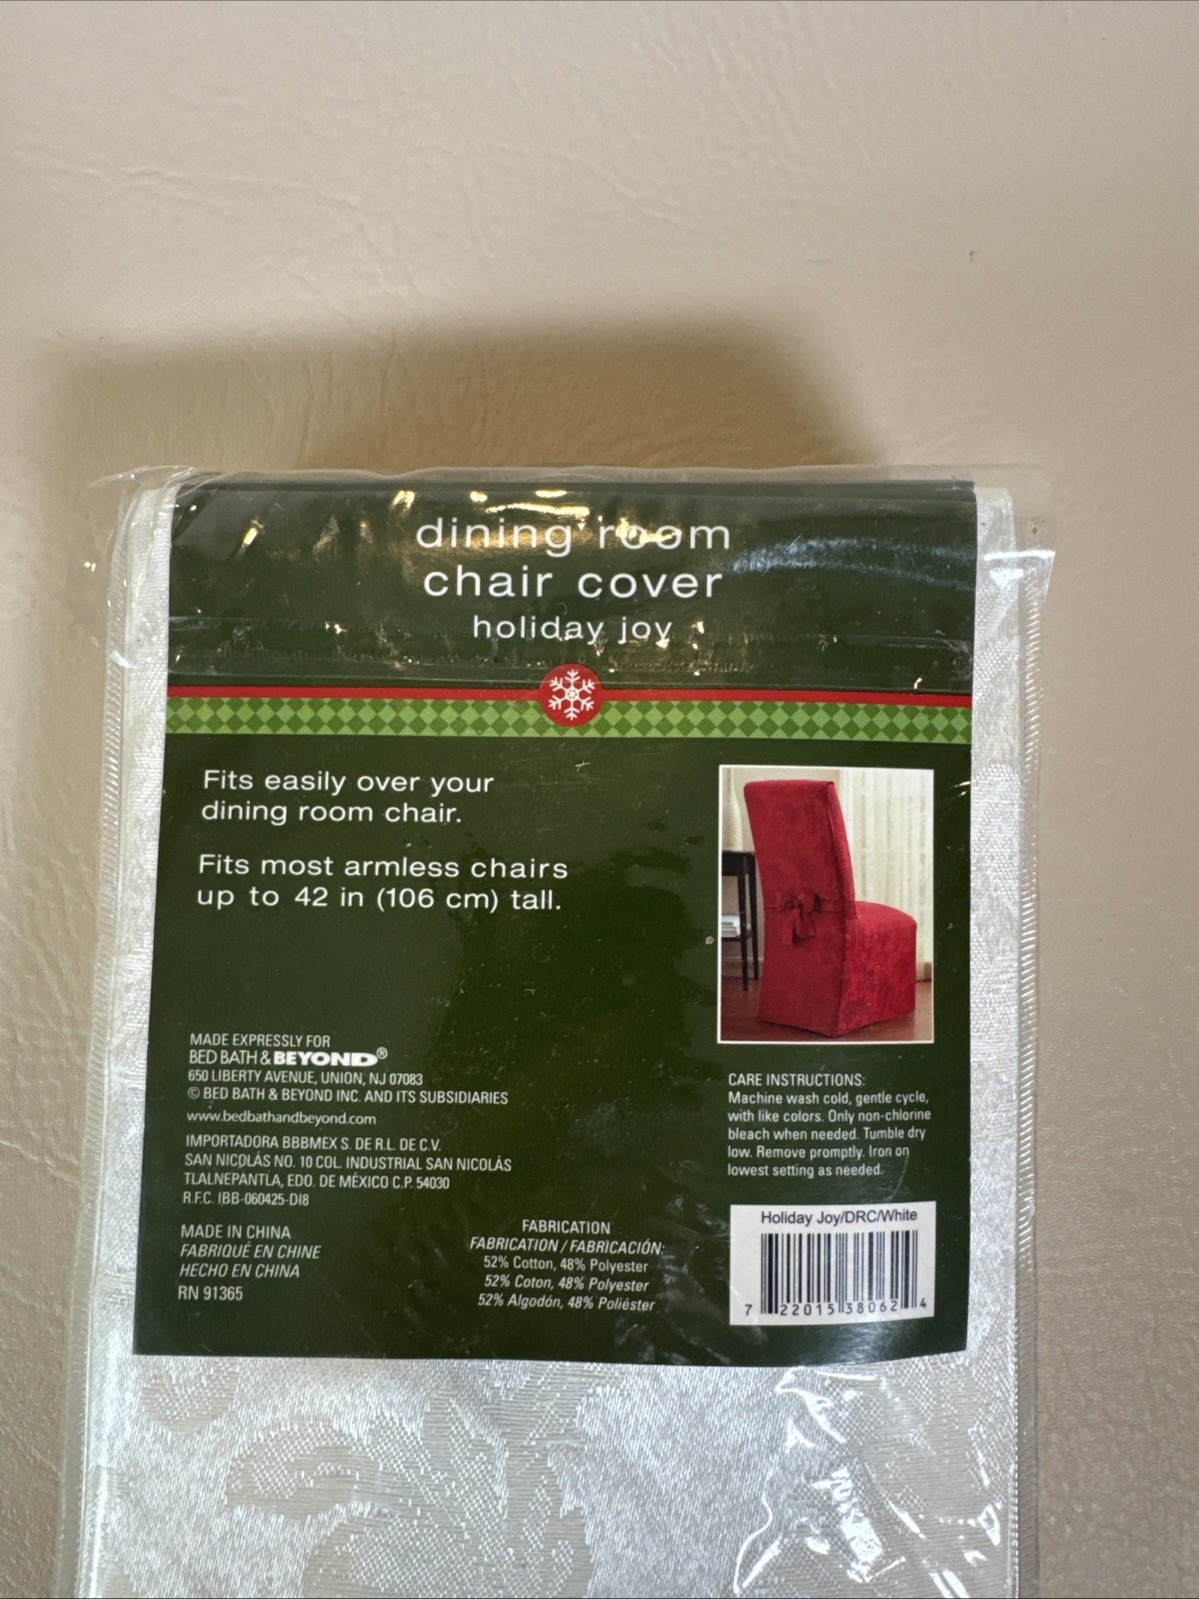 dining room
chair cover
holiday joy
Fits easily over your
dining room chair.
Fits most armless chairs
up to 42 in (106 cm) tall.
MADE EXPRESSLY FOR
BED BATH & BEYOND®
650 LIBERTY AVENUE, UNION, NJ 07083
© BED BATH & BEYOND INC. AND ITS SUBSIDIARIES
www.bedbathandbeyond.com
IMPORTADORA BBBMEX S. DE R.L. DE C.V.
SAN NICOLÁS NO. 10 COL. INDUSTRIAL SAN NICOLÁS
TLALNEPANTLA, EDO. DE MÉXICO C.P. 54030
R.F.C. IBB-060425-DI8
MADE IN CHINA
FABRIQUÉ EN CHINE
HECHO EN CHINA
RN 91365
FABRICATION
FABRICATION / FABRICACIÓN:
52% Cotton, 48% Polyester
52% Coton, 48% Polyester
52% Algodón, 48% Poliéster
CARE INSTRUCTIONS:
Machine wash cold, gentle cycle,
with like colors. Only non-chlorine
bleach when needed. Tumble dry
low. Remove promptly. Iron on
lowest setting as needed.
Holiday Joy/DRC/White
7 22015 38062 4